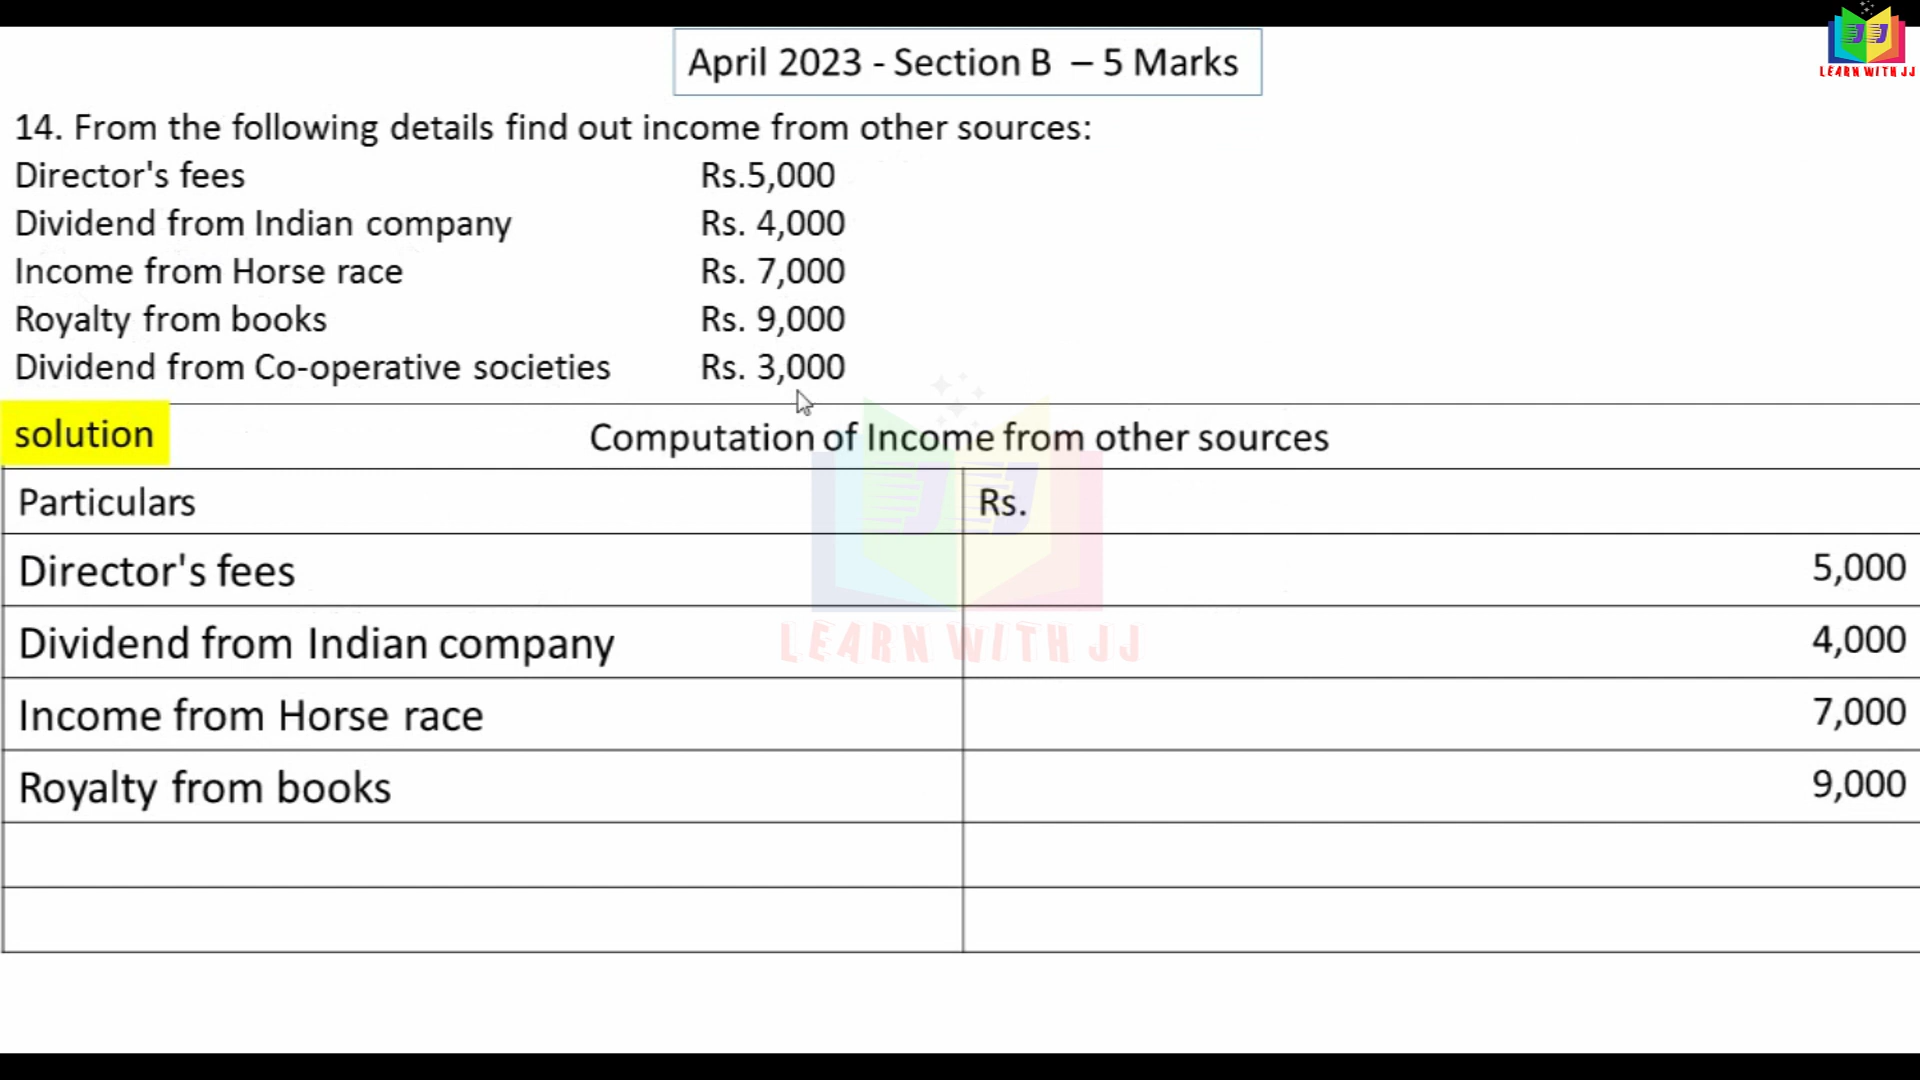 April 2023 - Section B – 5 Marks
LEARN WITH JJ
14. From the following details find out income from other sources:
Director's fees Rs.5,000
Dividend from Indian company Rs. 4,000
Income from Horse race Rs. 7,000
Royalty from books Rs. 9,000
Dividend from Co-operative societies Rs. 3,000
solution Computation of Income from other sources
Particulars Rs.
Director's fees 5,000
Dividend from Indian company 4,000
LEARN WITH JJ
Income from Horse race 7,000
Royalty from books 9,000